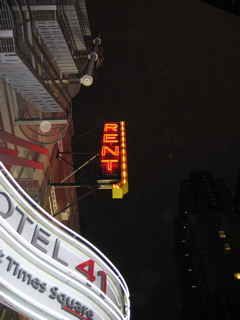 RENT
OTEL 41
Times Square